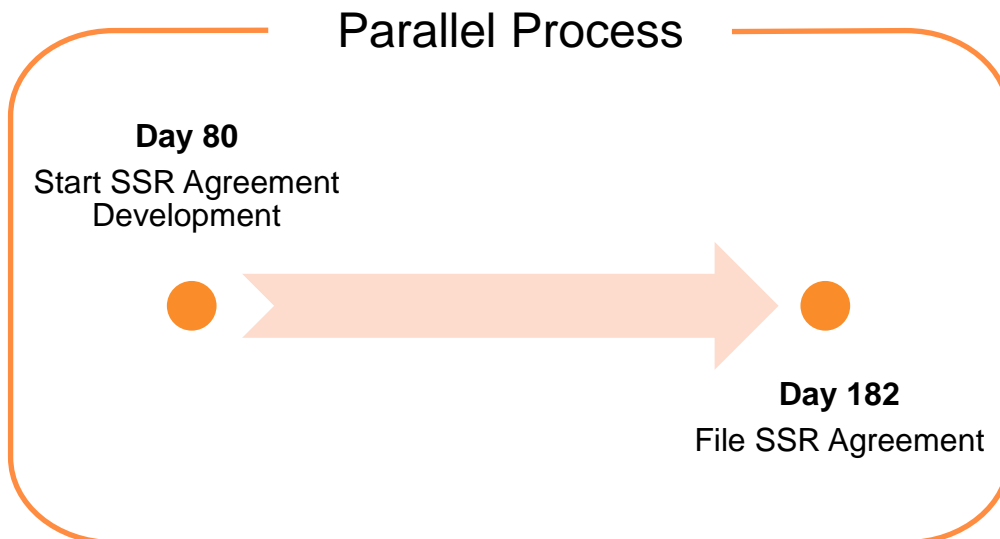 Parallel Process
Day 80
Start SSR Agreement
Development
Day 182
File SSR Agreement